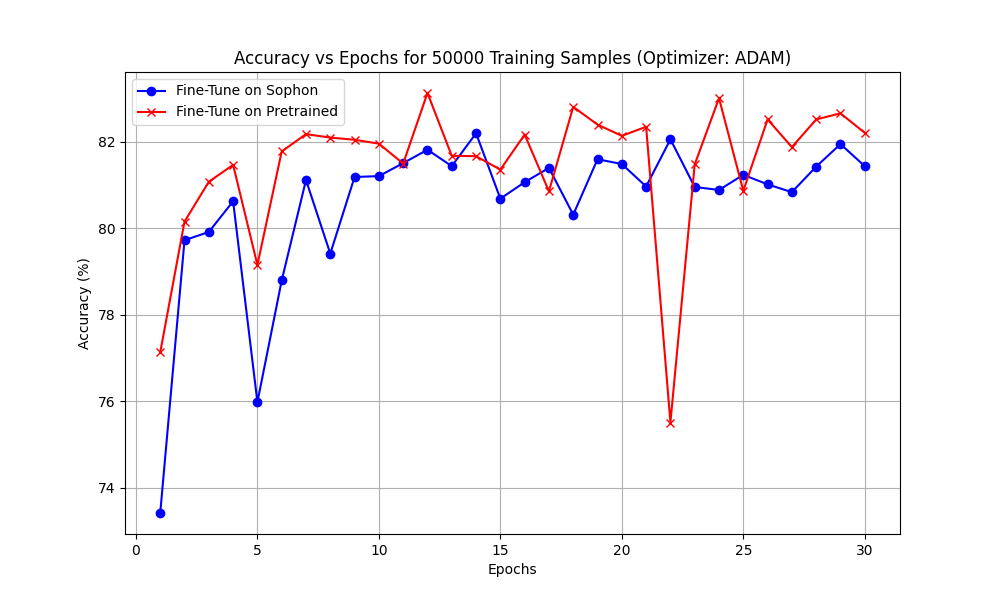 Accuracy vs Epochs for 50000 Training Samples (Optimizer: ADAM)
Fine-Tune on Sophon
Fine-Tune on Pretrained
Accuracy (%)
82
80
78
76
74
0 5 10 15 20 25 30
Epochs